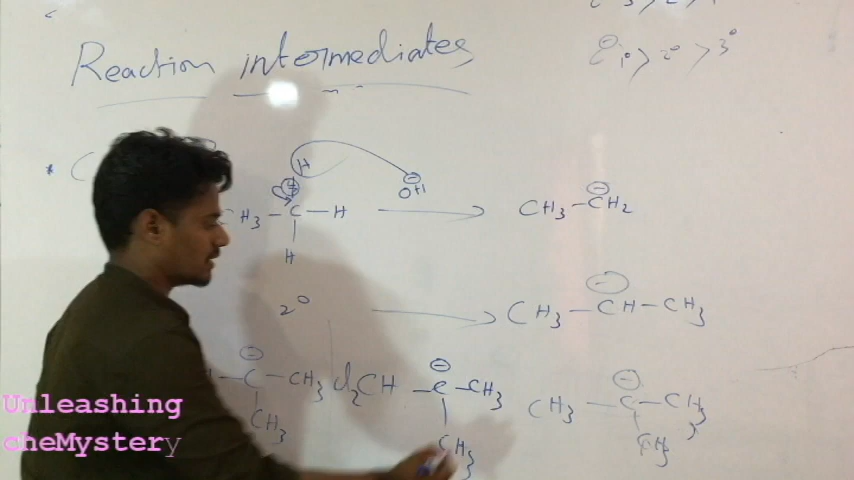 Reaction intermediates
1° > 2° > 3°
H
CH3 - C - H → CH3 - CH2
⊖
OH
H
2° → CH3 - CH - CH3
⊖
C - CH3
CH3
Cl2CH - C - CH3
CH3
CH3 - C - CH3
CH3
Unleashing
cheMystery